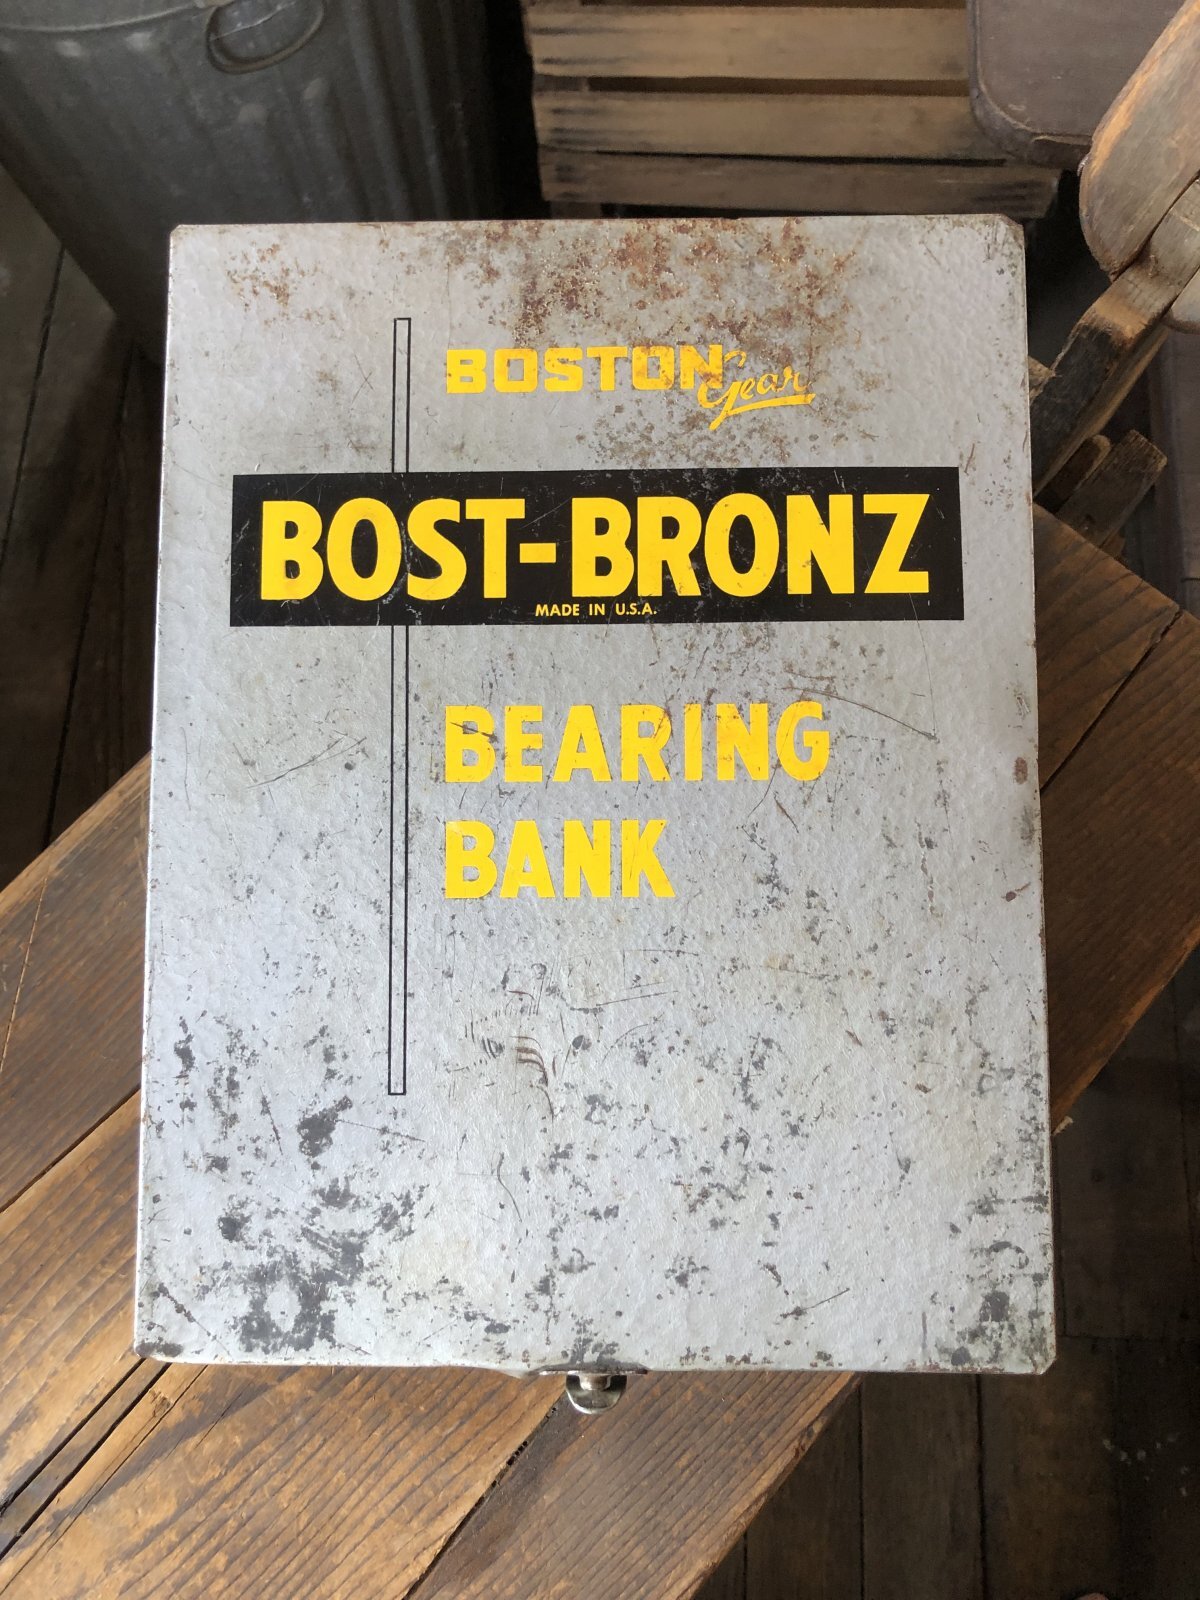 BOSTON Gear
BOST-BRONZ
MADE IN U.S.A.
BEARING
BANK